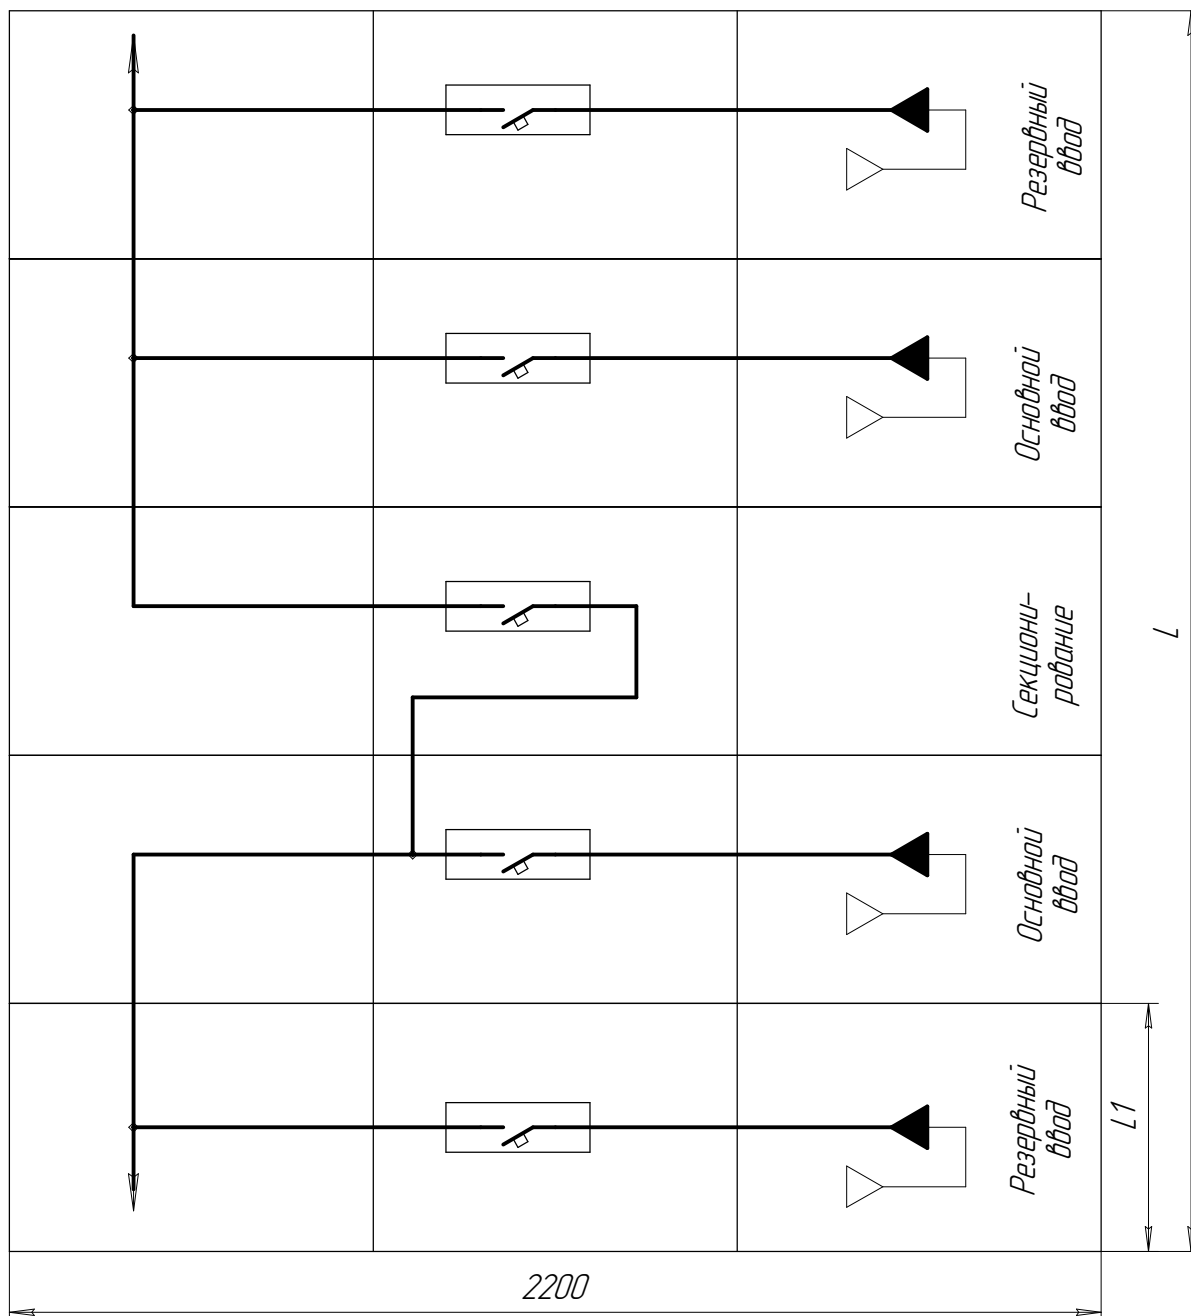 Резервный
ввод
Основной
ввод
Секциони-
рование
Основной
ввод
Резервный
ввод
L
L1
2200